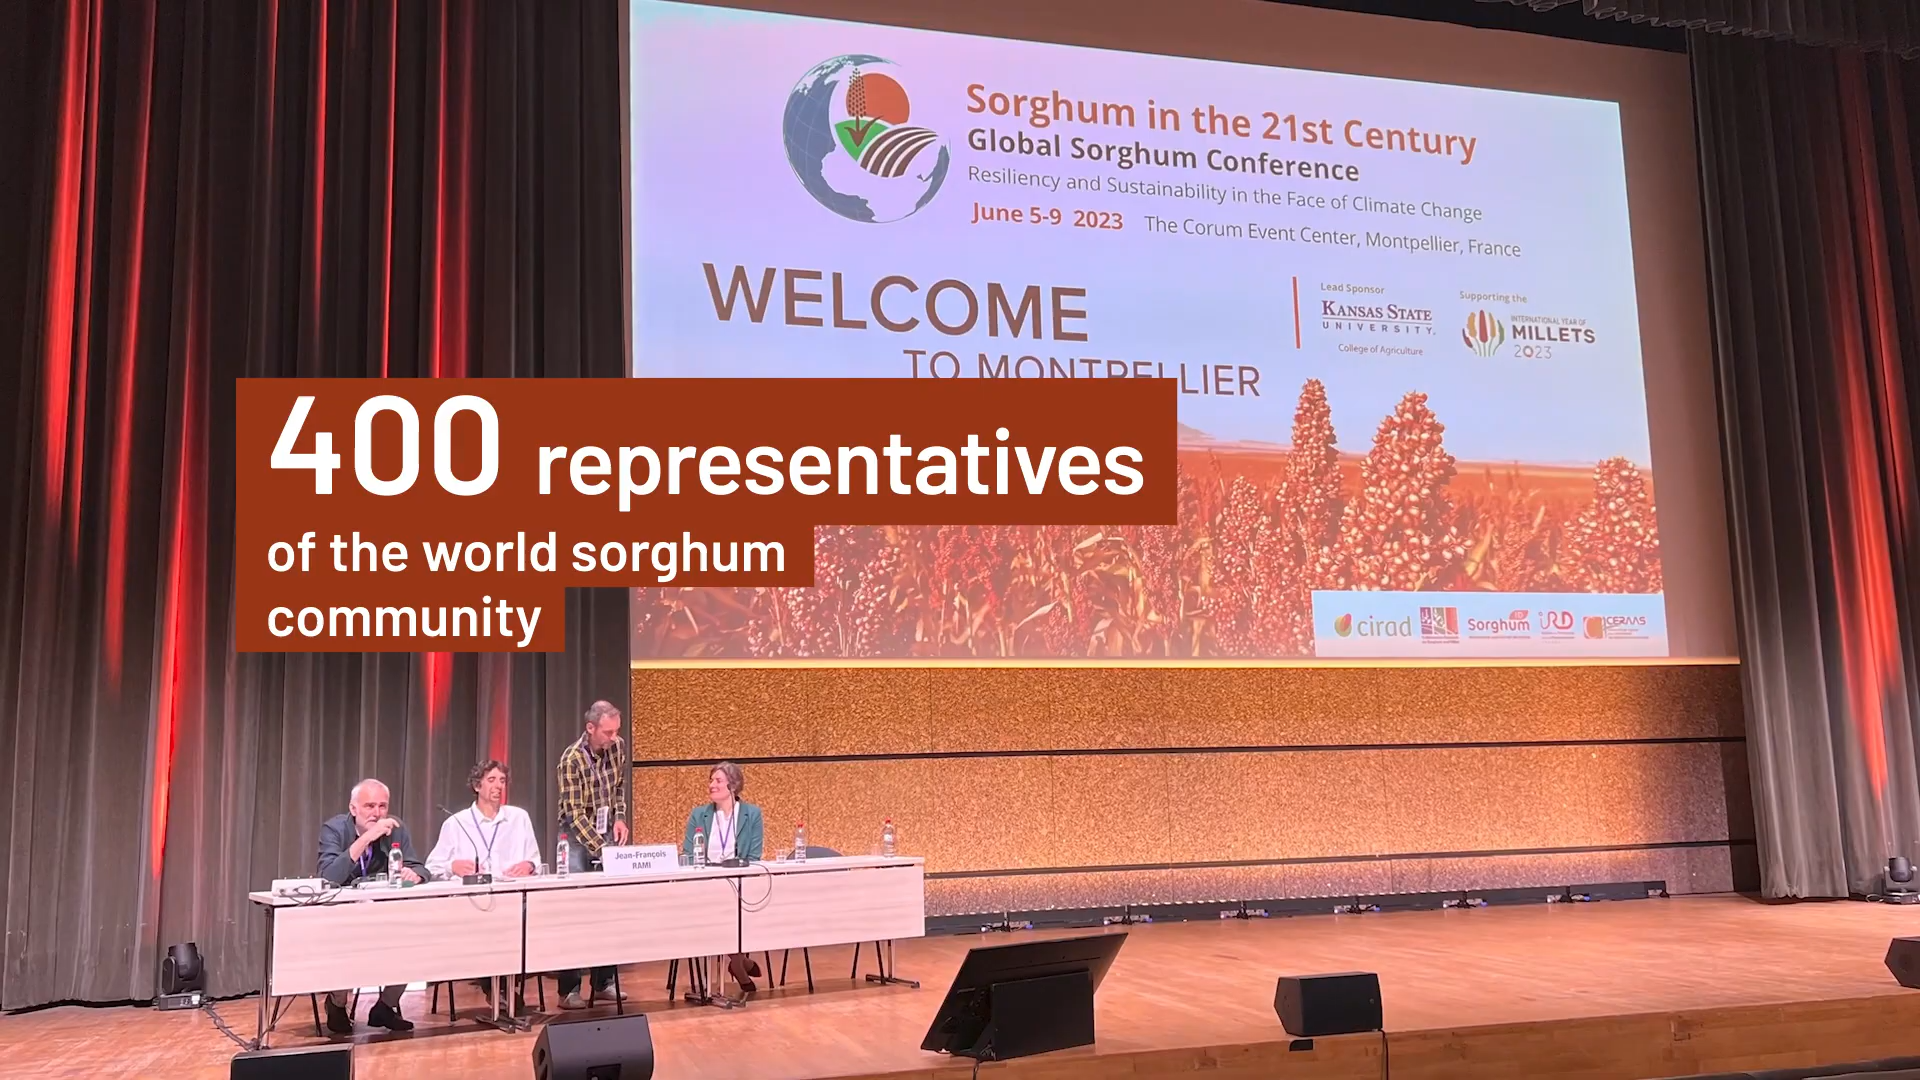 Sorghum in the 21st Century
Global Sorghum Conference
Resiliency and Sustainability in the Face of Climate Change
June 5-9 2023 The Corum Event Center, Montpellier, France
WELCOME
TO MONTPELLIER
Lead Sponsor
KANSAS STATE
UNIVERSITY
College of Agriculture
Supporting the
INTERNATIONAL YEAR OF
MILLETS
2023
400 representatives
of the world sorghum
community
cirad
Sorghum
IRD
CERAAS
Jean-François
RAMI